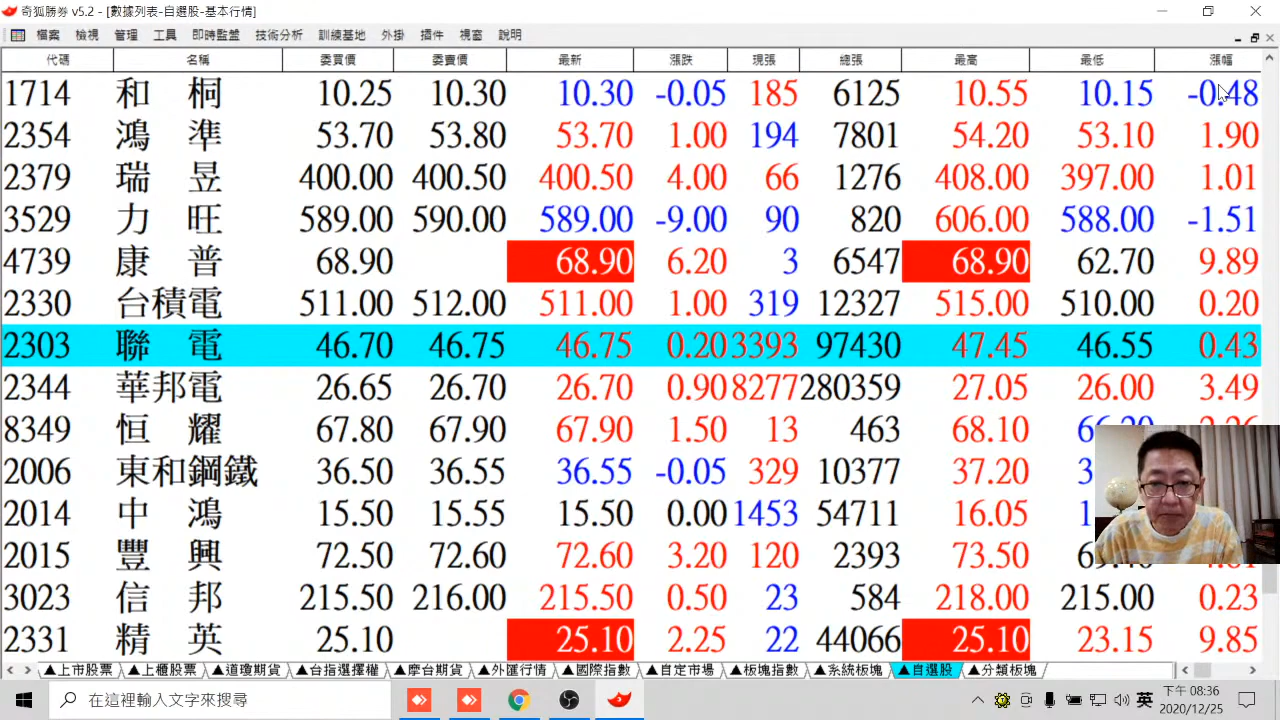 奇狐勝券 v5.2 - [數據列表-自選股-基本行情]
檔案 檢視 管理 工具 即時監盤 技術分析 訓練基地 外掛 插件 視窗 說明
代碼 名稱 委買價 委賣價 最新 漲跌 現張 總張 最高 最低 漲幅
1714 和 桐 10.25 10.30 10.30 -0.05 185 6125 10.55 10.15 -0.48
2354 鴻 準 53.70 53.80 53.70 1.00 194 7801 54.20 53.10 1.90
2379 瑞 昱 400.00 400.50 400.50 4.00 66 1276 408.00 397.00 1.01
3529 力 旺 589.00 590.00 589.00 -9.00 90 820 606.00 588.00 -1.51
4739 康 普 68.90 68.90 6.20 3 6547 68.90 62.70 9.89
2330 台積電 511.00 512.00 511.00 1.00 319 12327 515.00 510.00 0.20
2303 聯 電 46.70 46.75 46.75 0.20 3393 97430 47.45 46.55 0.43
2344 華邦電 26.65 26.70 26.70 0.90 8277 280359 27.05 26.00 3.49
8349 恒 耀 67.80 67.90 67.90 1.50 13 463 68.10
2006 東和鋼鐵 36.50 36.55 36.55 -0.05 329 10377 37.20
2014 中 鴻 15.50 15.55 15.50 0.00 1453 54711 16.05
2015 豐 興 72.50 72.60 72.60 3.20 120 2393 73.50
3023 信 邦 215.50 216.00 215.50 0.50 23 584 218.00 215.00 0.23
2331 精 英 25.10 25.10 2.25 22 44066 25.10 23.15 9.85
▲上市股票 ▲上櫃股票 ▲道瓊期貨 ▲台指選擇權 ▲摩台期貨 ▲外匯行情 ▲國際指數 ▲自定市場 ▲板塊指數 ▲系統板塊 ▲自選股 ▲分類板塊
在這裡輸入文字來搜尋
英
下午 08:36
2020/12/25